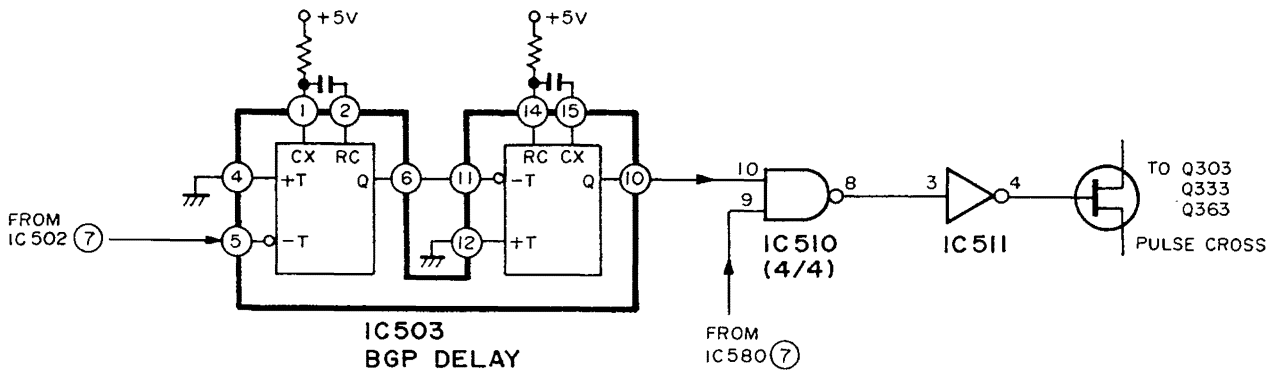 +5V
+5V
1
2
14
15
CX
RC
RC
CX
4
+T
Q
6
11
-T
Q
10
10
8
3
4
TO Q303
Q333
Q363
FROM
IC502 7
5
-T
12
+T
9
IC510
(4/4)
IC511
PULSE CROSS
IC503
BGP DELAY
FROM
IC580 7